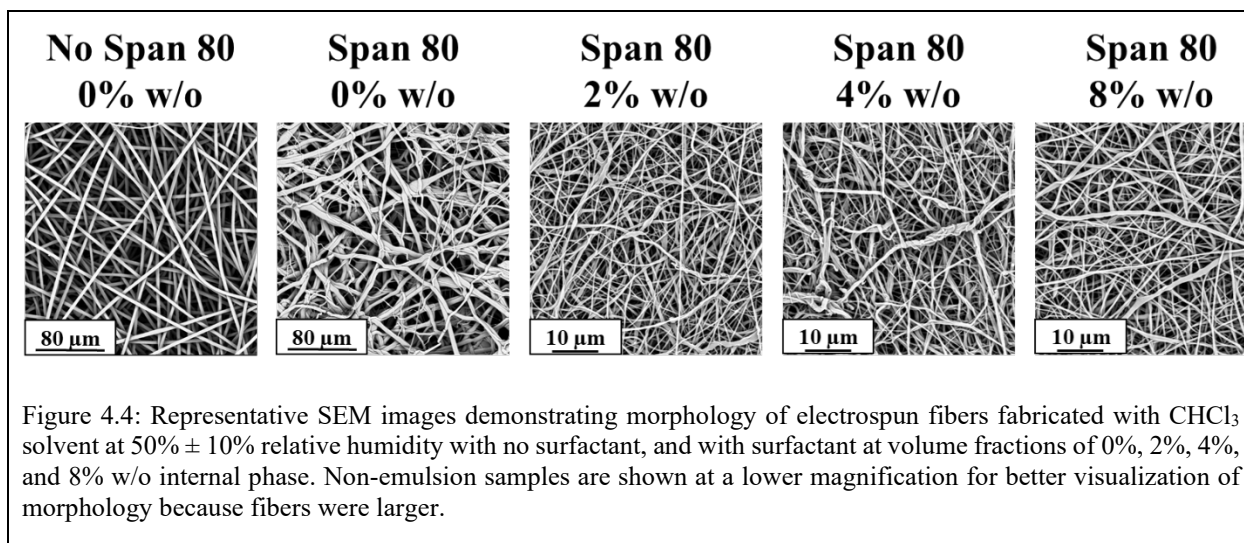 No Span 80 Span 80 Span 80 Span 80 Span 80
0% w/o 0% w/o 2% w/o 4% w/o 8% w/o
80 µm 80 µm 10 µm 10 µm 10 µm
Figure 4.4: Representative SEM images demonstrating morphology of electrospun fibers fabricated with CHCl₃
solvent at 50% ± 10% relative humidity with no surfactant, and with surfactant at volume fractions of 0%, 2%, 4%,
and 8% w/o internal phase. Non-emulsion samples are shown at a lower magnification for better visualization of
morphology because fibers were larger.